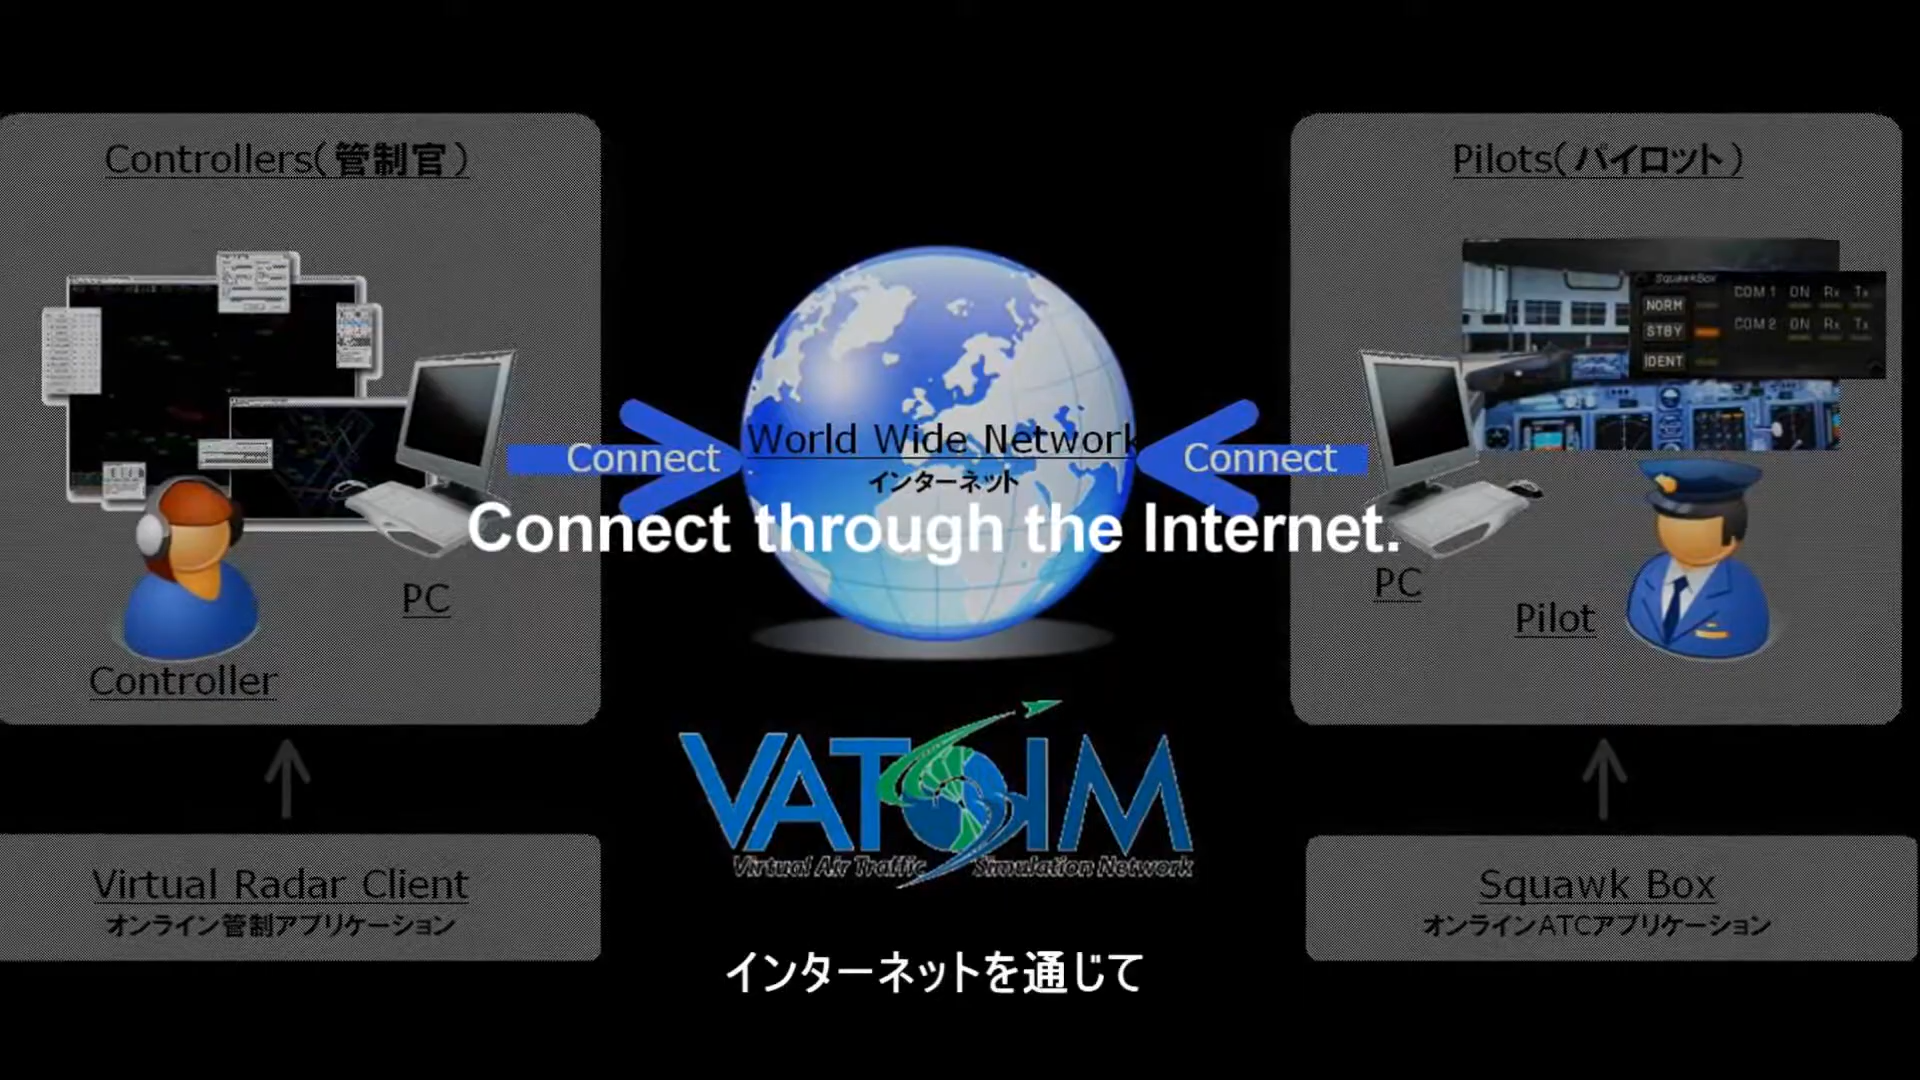 Controllers(管制官)
Pilots(パイロット)
SquawkBox
NORM
COM 1 ON Rx Tx
STBY
COM 2 ON Rx Tx
IDENT
Connect
World Wide Network
インターネット
Connect
Connect through the Internet.
PC
PC
Controller
Pilot
VATSIM
Virtual Air Traffic Simulation Network
Virtual Radar Client
オンライン管制アプリケーション
Squawk Box
オンラインATCアプリケーション
インターネットを通じて